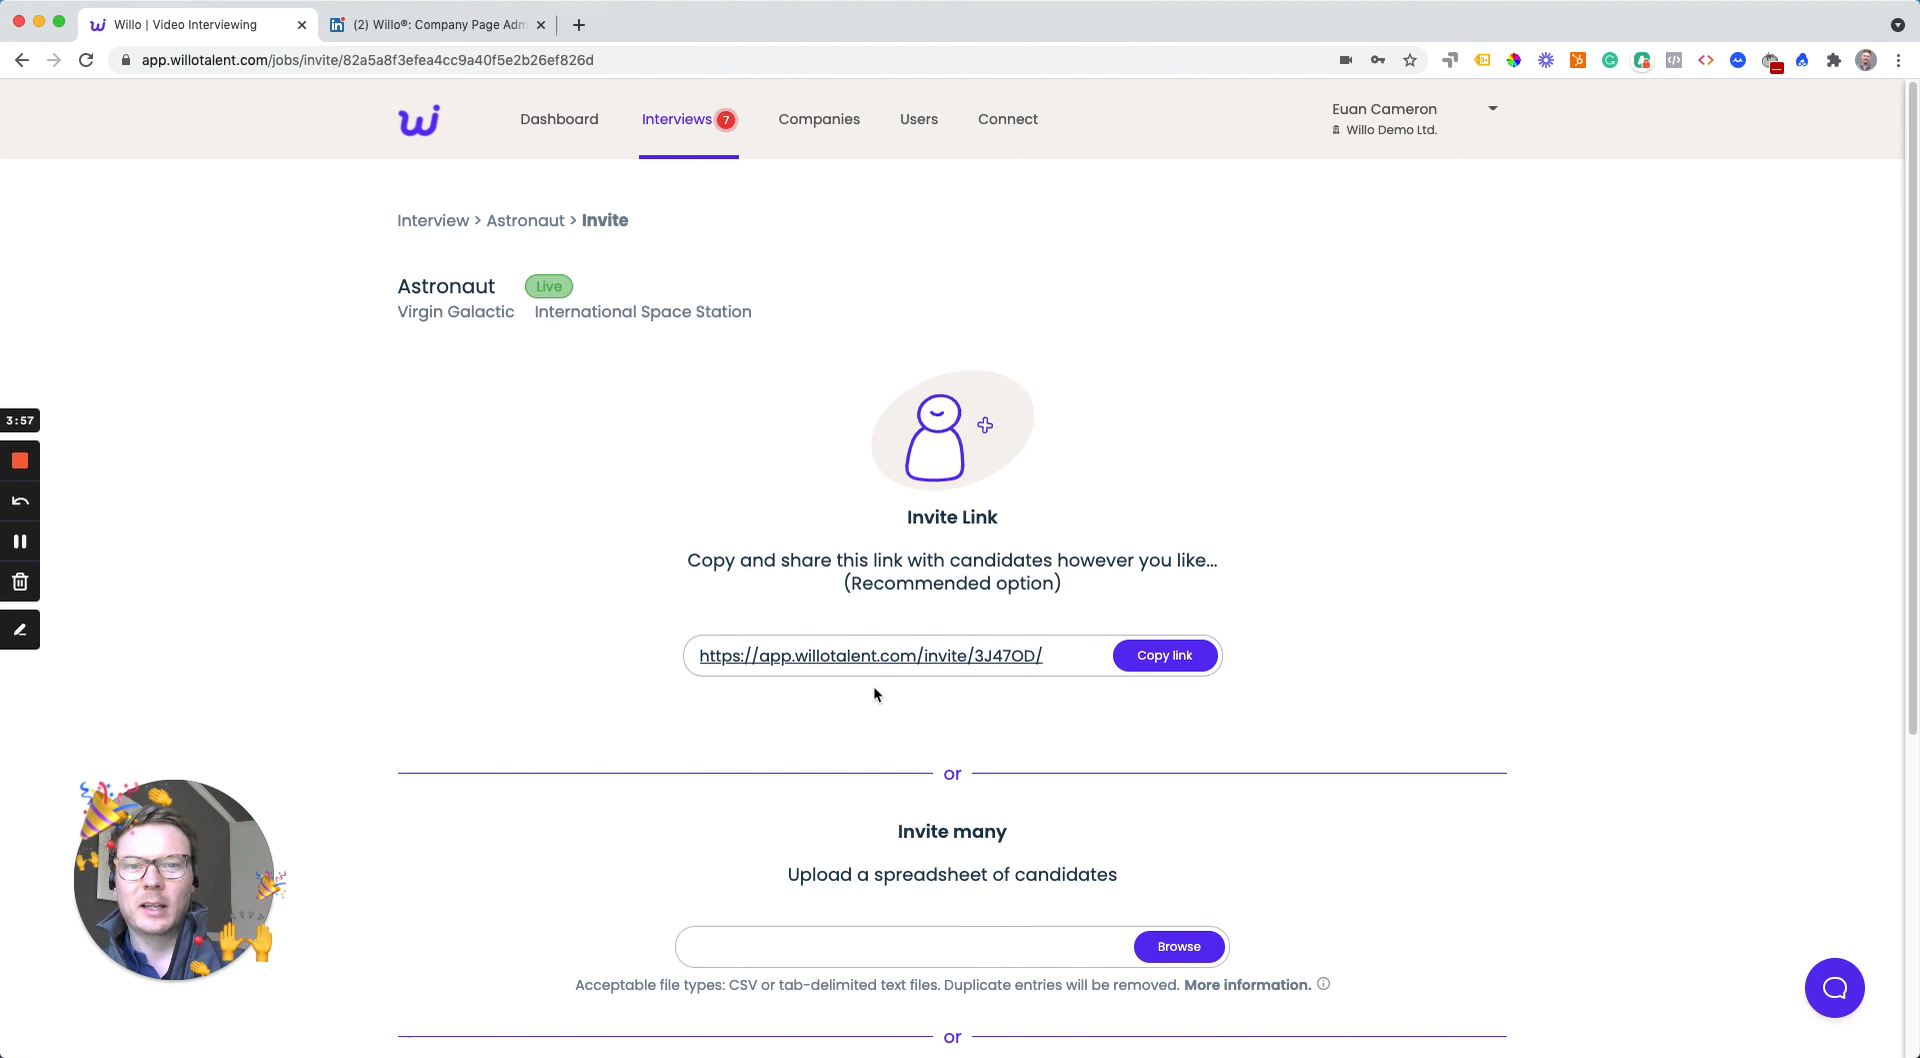 Willo | Video Interviewing
(2) Willo®: Company Page Adm
app.willotalent.com/jobs/invite/82a5a8f3efea4cc9a40f5e2b26ef826d
Dashboard
Interviews 7
Companies
Users
Connect
Euan Cameron
Willo Demo Ltd.
Interview > Astronaut > Invite
Astronaut Live
Virgin Galactic International Space Station
3:57
Invite Link
Copy and share this link with candidates however you like...
(Recommended option)
https://app.willotalent.com/invite/3J47OD/ Copy link
or
Invite many
Upload a spreadsheet of candidates
Browse
Acceptable file types: CSV or tab-delimited text files. Duplicate entries will be removed. More information.
or